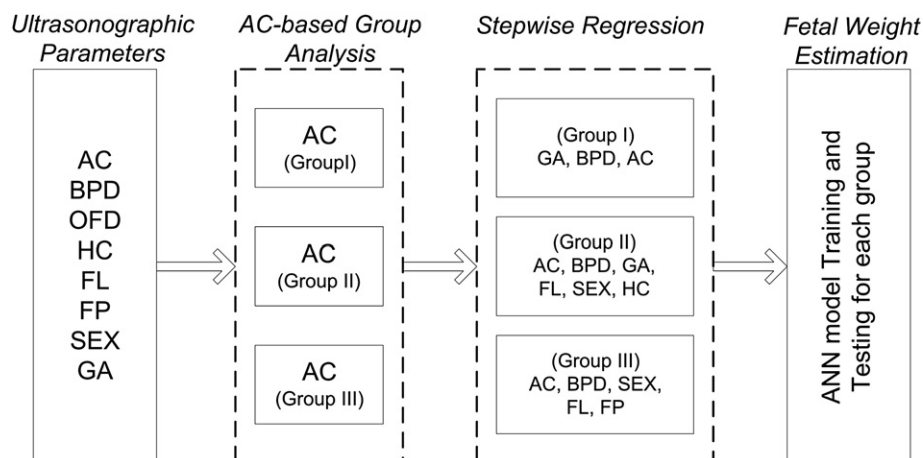 Ultrasonographic
Parameters
AC
BPD
OFD
HC
FL
FP
SEX
GA
AC-based Group
Analysis
AC
(GroupI)
AC
(Group II)
AC
(Group III)
Stepwise Regression
(Group I)
GA, BPD, AC
(Group II)
AC, BPD, GA,
FL, SEX, HC
(Group III)
AC, BPD, SEX,
FL, FP
Fetal Weight
Estimation
ANN model Training and
Testing for each group